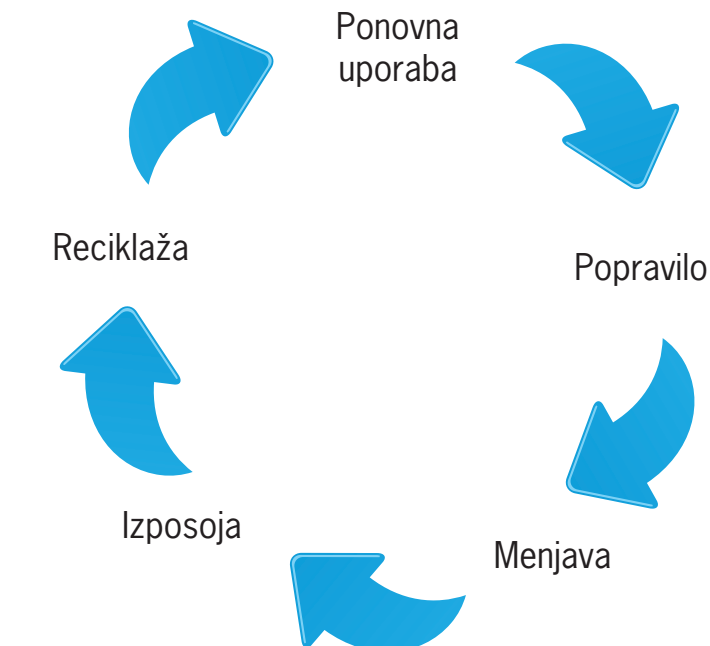 Ponovna
uporaba
Popravilo
Menjava
Izposoja
Reciklaža